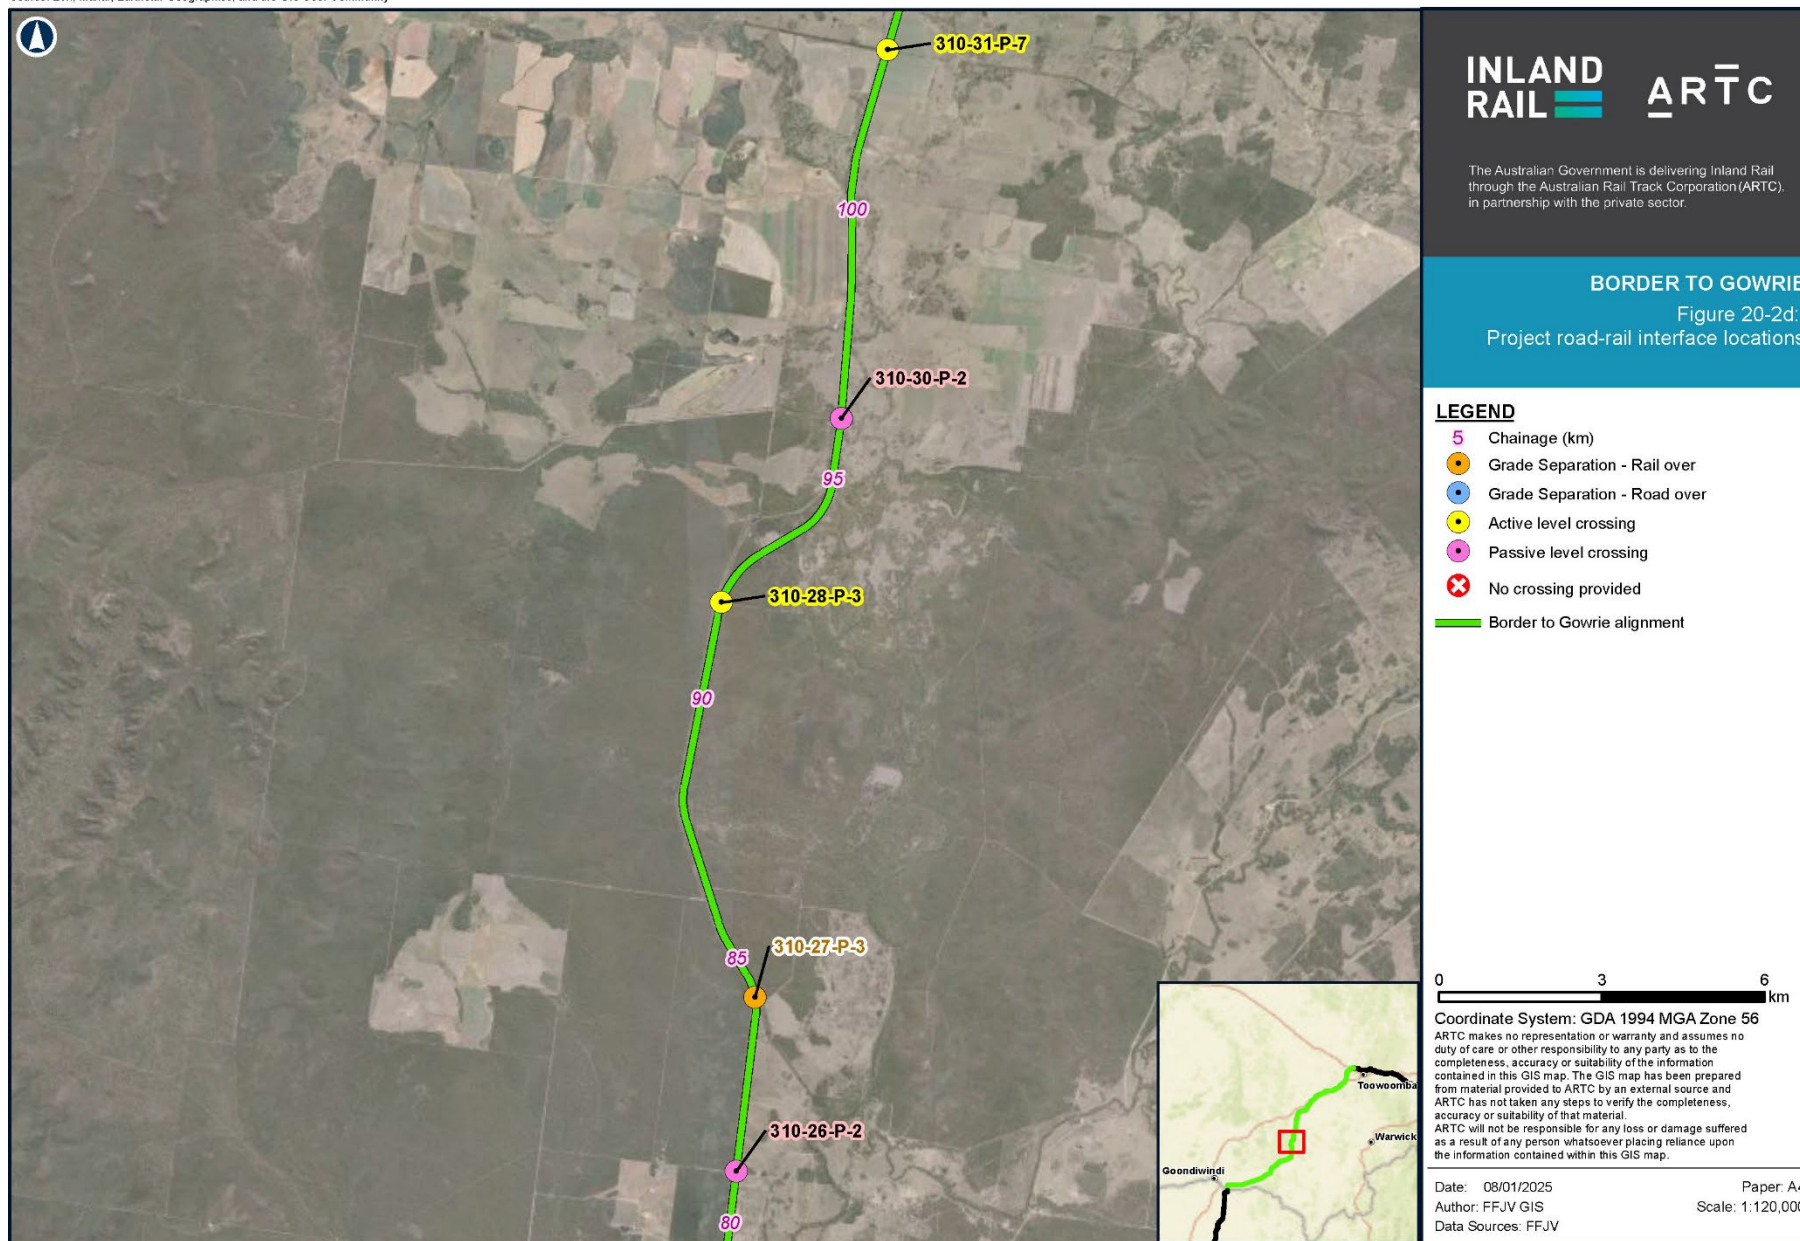 310-31-P-7
100
310-30-P-2
95
310-28-P-3
90
85
310-27-P-3
310-26-P-2
80
Toowoomba
Warwick
Goondiwindi
INLAND
RAIL
ARTC
The Australian Government is delivering Inland Rail
through the Australian Rail Track Corporation (ARTC),
in partnership with the private sector.
BORDER TO GOWRIE
Figure 20-2d:
Project road-rail interface locations
LEGEND
5 Chainage (km)
Grade Separation - Rail over
Grade Separation - Road over
Active level crossing
Passive level crossing
No crossing provided
Border to Gowrie alignment
0 3 6
km
Coordinate System: GDA 1994 MGA Zone 56
ARTC makes no representation or warranty and assumes no
duty of care or other responsibility to any party as to the
completeness, accuracy or suitability of the information
contained in this GIS map. The GIS map has been prepared
from material provided to ARTC by an external source and
ARTC has not taken any steps to verify the completeness,
accuracy or suitability of that material.
ARTC will not be responsible for any loss or damage suffered
as a result of any person whatsoever placing reliance upon
the information contained within this GIS map.
Date: 08/01/2025 Paper: A4
Author: FFJV GIS Scale: 1:120,000
Data Sources: FFJV